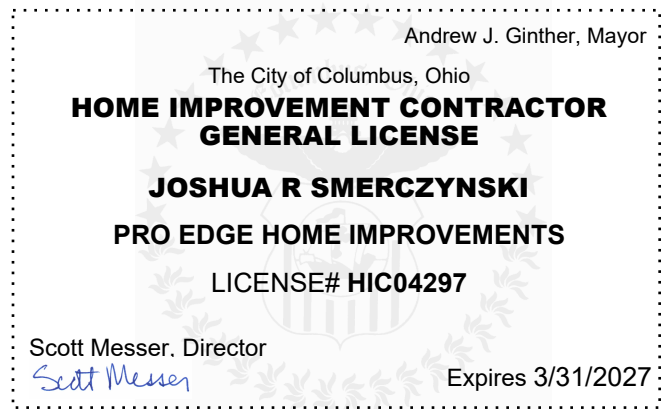 Andrew J. Ginther, Mayor
The City of Columbus, Ohio
HOME IMPROVEMENT CONTRACTOR
GENERAL LICENSE
JOSHUA R SMERCZYNSKI
PRO EDGE HOME IMPROVEMENTS
LICENSE# HIC04297
Scott Messer, Director
Scott Messer
Expires 3/31/2027